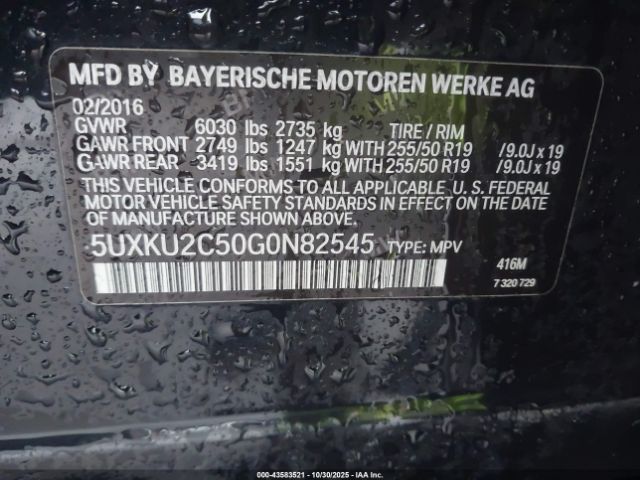 MFD BY BAYERISCHE MOTOREN WERKE AG
02/2016
GVWR 6030 lbs 2735 kg TIRE / RIM
GAWR FRONT 2749 lbs 1247 kg WITH 255/50 R19 /9.0J x 19
GAWR REAR 3419 lbs 1551 kg WITH 255/50 R19 /9.0J x 19
THIS VEHICLE CONFORMS TO ALL APPLICABLE U. S. FEDERAL
MOTOR VEHICLE SAFETY STANDARDS IN EFFECT ON THE DATE
OF MANUFACTURE SHOWN ABOVE.
5UXKU2C50G0N82545 TYPE: MPV
416M
7 320 729
000-43583521 - 10/30/2025 - IAA Inc.